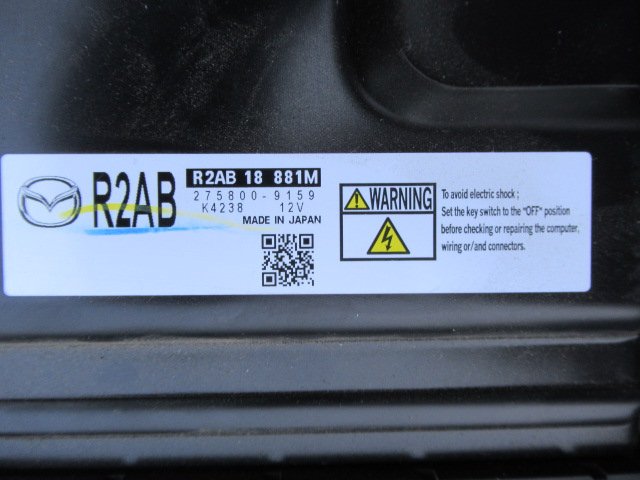 R2AB
R2AB 18 881M
275800-9159
K4238 12V
MADE IN JAPAN
WARNING
To avoid electric shock ;
Set the key switch to the "OFF" position
before checking or repairing the computer,
wiring or/and connectors.